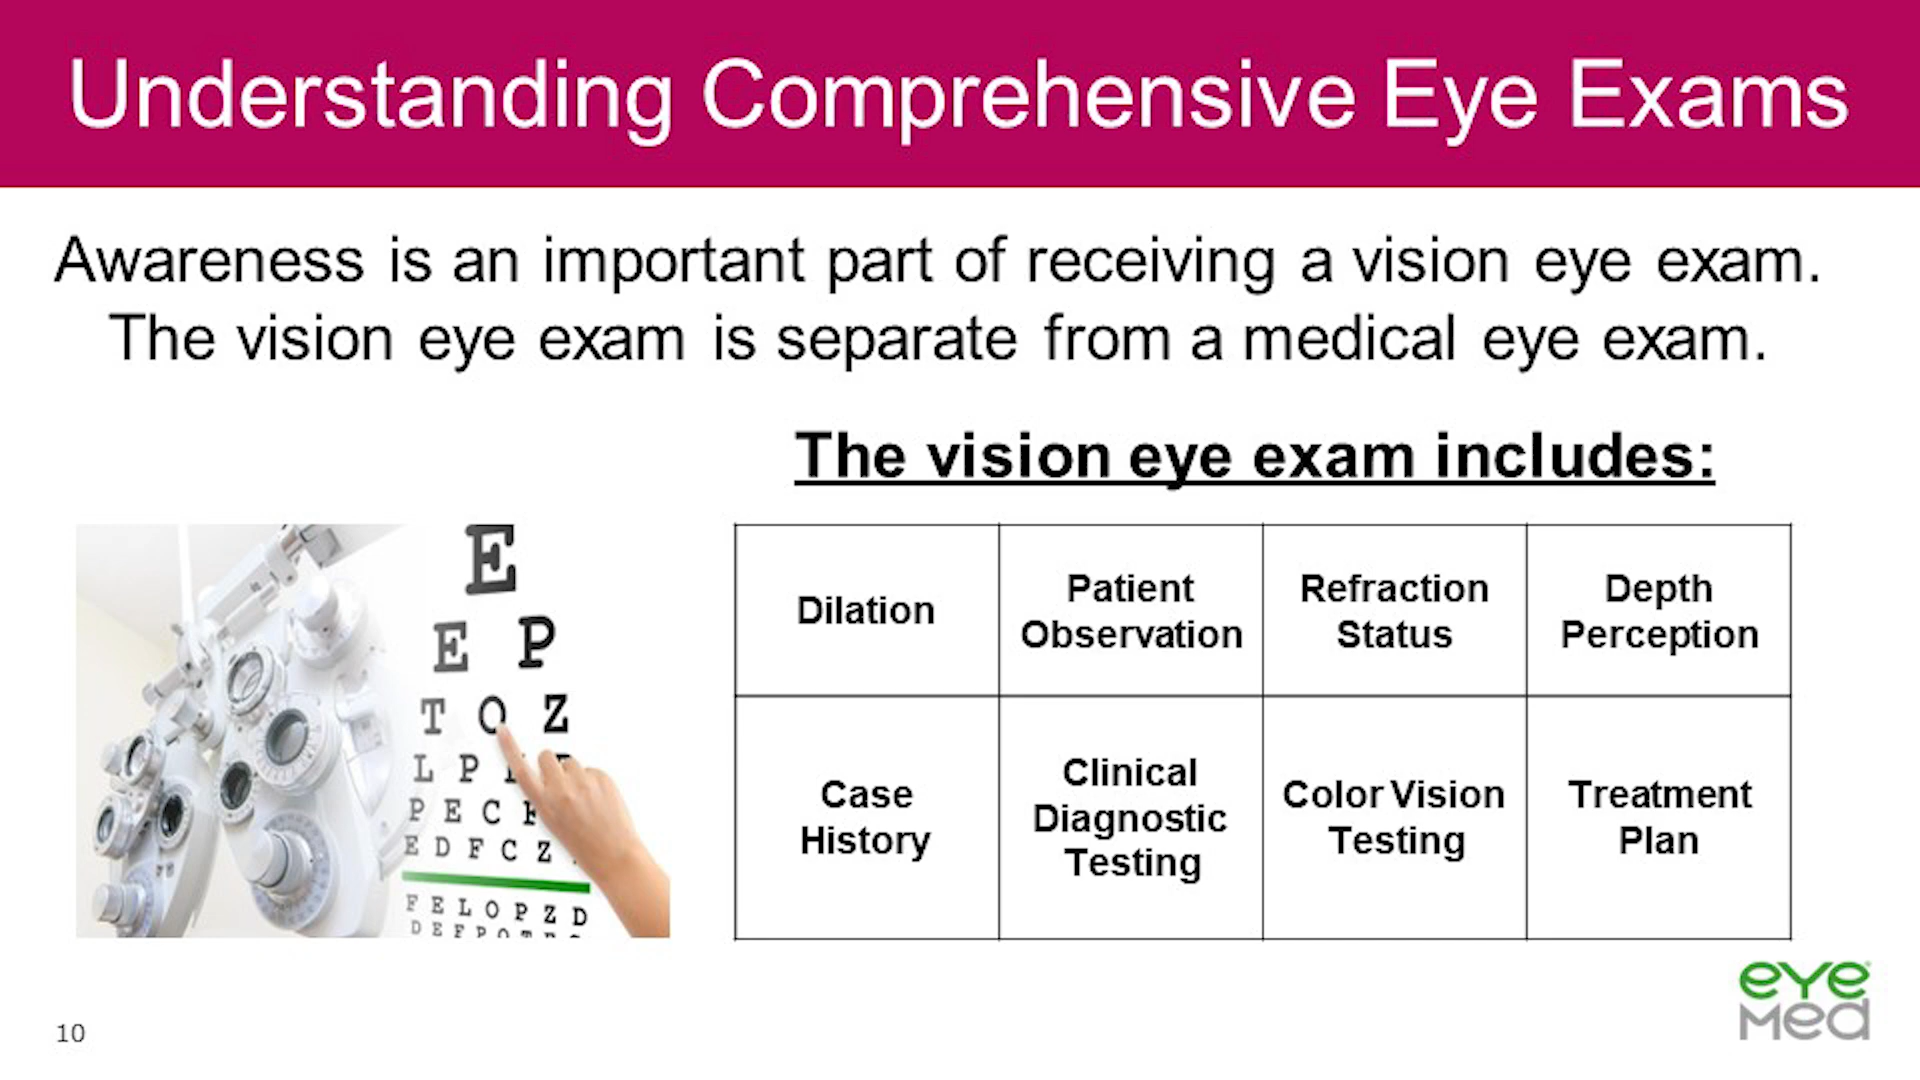 Understanding Comprehensive Eye Exams
Awareness is an important part of receiving a vision eye exam.
The vision eye exam is separate from a medical eye exam.
The vision eye exam includes:
E
E P
T O Z
L P
P E C
E D F C Z
F E L O P Z D
D E F P O T E C
Dilation
Patient
Observation
Refraction
Status
Depth
Perception
Case
History
Clinical
Diagnostic
Testing
Color Vision
Testing
Treatment
Plan
eye
med
10